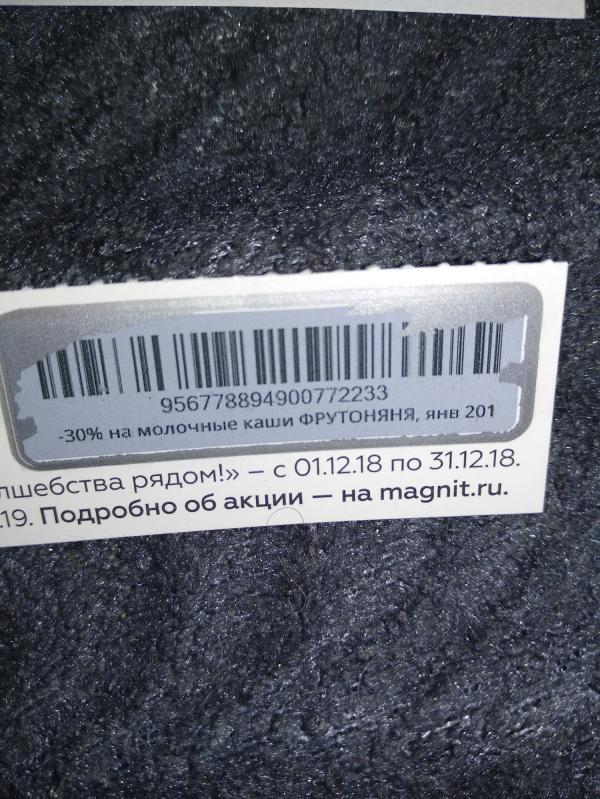 956778894900772233
-30% на молочные каши ФРУТОНЯНЯ, янв 201
лшебства рядом!» – с 01.12.18 по 31.12.18.
.19. Подробно об акции — на magnit.ru.